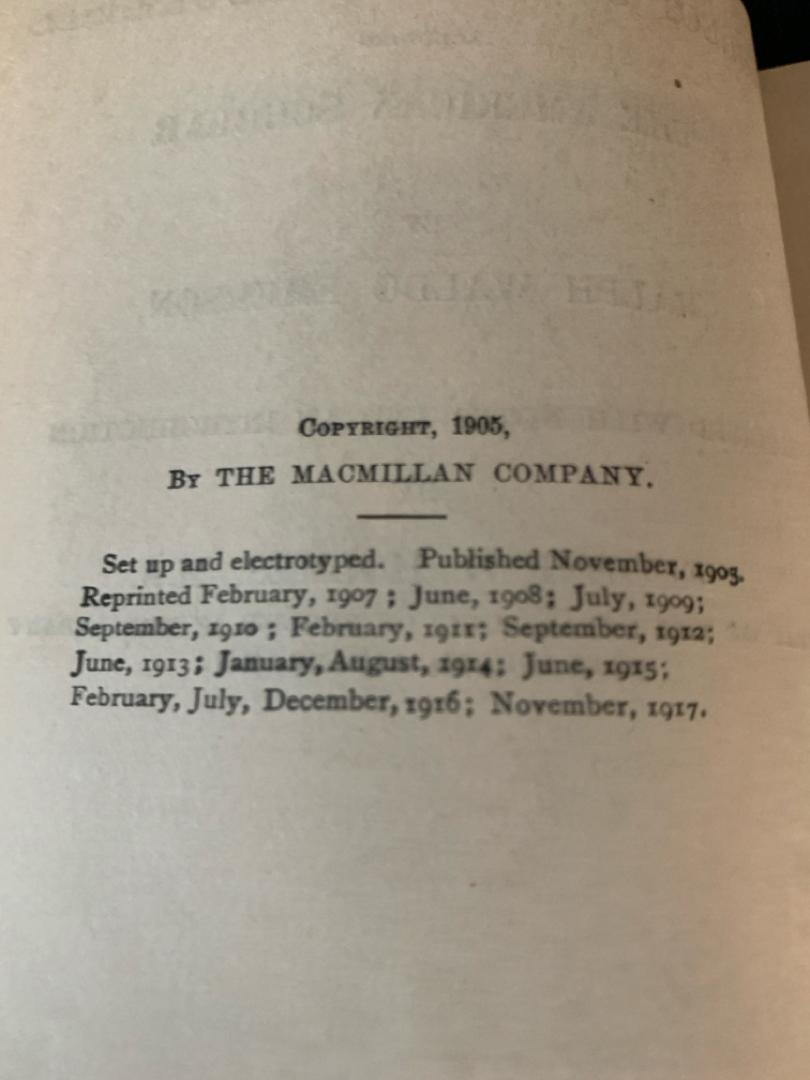 COPYRIGHT, 1905,
BY THE MACMILLAN COMPANY.
Set up and electrotyped. Published November, 1905.
Reprinted February, 1907; June, 1908; July, 1909;
September, 1910; February, 1911; September, 1912;
June, 1913; January, August, 1914; June, 1915;
February, July, December, 1916; November, 1917.